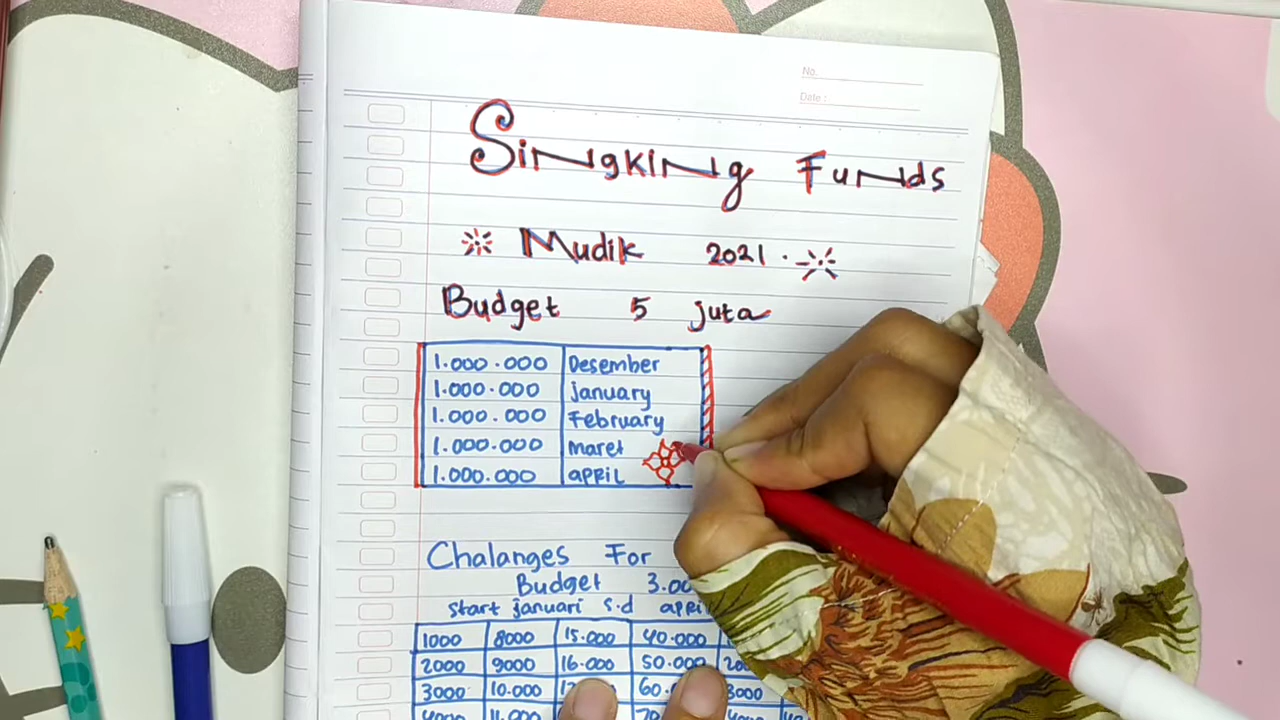 No.
Date :
Singking Funds
Mudik 2021.
Budget 5 juta
1.000.000 Desember
1.000.000 january
1.000.000 February
1.000.000 maret
1.000.000 april
Chalanges For
Budget
start januari s.d
1000 8000 15.000 40.000
2000 9000 16.000 50.000
3000 10.000 3000